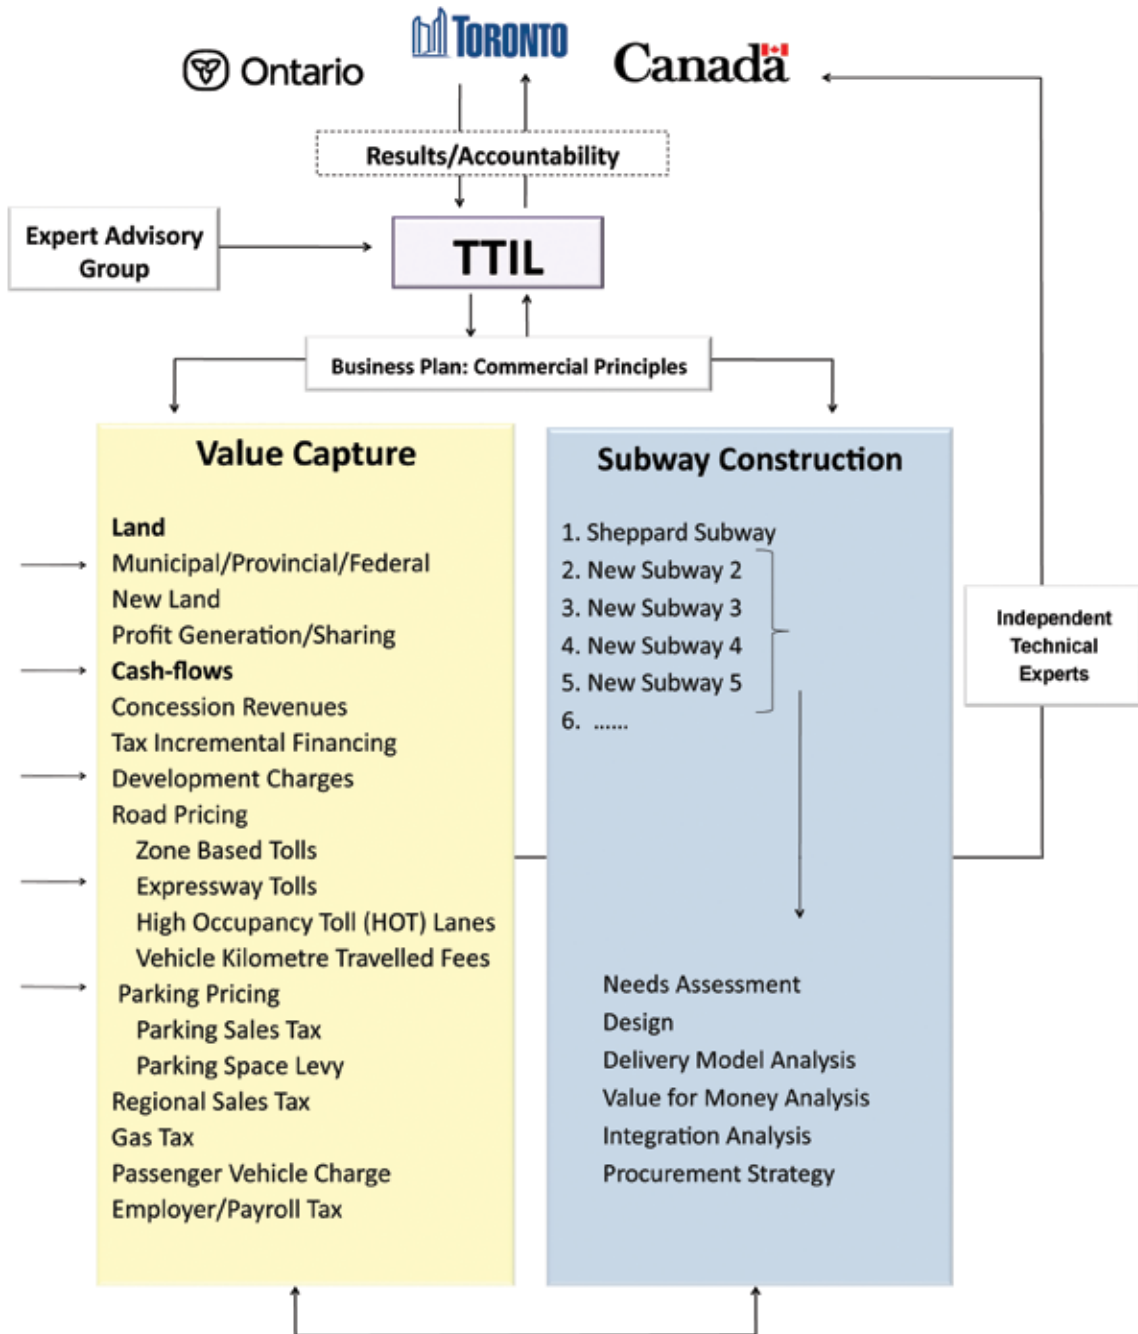 Ontario
TORONTO
Canada
Results/Accountability
Expert Advisory
Group
TTIL
Business Plan: Commercial Principles
Value Capture
Land
Municipal/Provincial/Federal
New Land
Profit Generation/Sharing
Cash-flows
Concession Revenues
Tax Incremental Financing
Development Charges
Road Pricing
Zone Based Tolls
Expressway Tolls
High Occupancy Toll (HOT) Lanes
Vehicle Kilometre Travelled Fees
Parking Pricing
Parking Sales Tax
Parking Space Levy
Regional Sales Tax
Gas Tax
Passenger Vehicle Charge
Employer/Payroll Tax
Subway Construction
1. Sheppard Subway
2. New Subway 2
3. New Subway 3
4. New Subway 4
5. New Subway 5
6. ......
Needs Assessment
Design
Delivery Model Analysis
Value for Money Analysis
Integration Analysis
Procurement Strategy
Independent
Technical
Experts